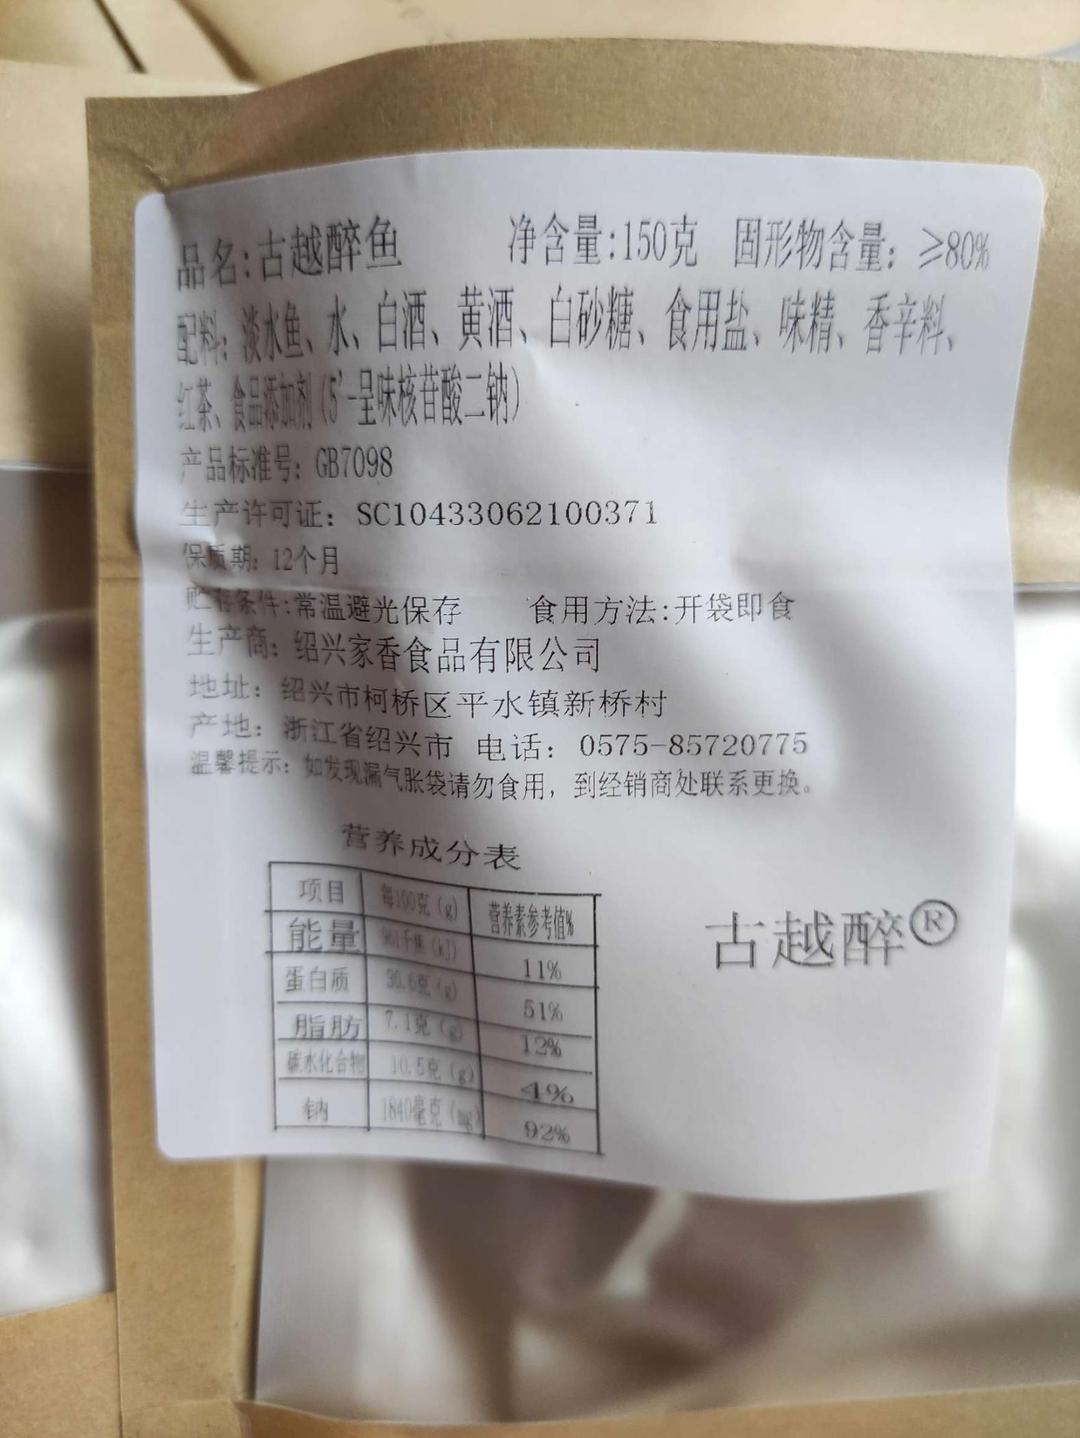 品名:古越醉鱼 净含量:150克 固形物含量：≥80%
配料：淡水鱼、水、白酒、黄酒、白砂糖、食用盐、味精、香辛料、
红茶、食品添加剂（5'-呈味核苷酸二钠）
产品标准号：GB7098
生产许可证：SC10433062100371
保质期：12个月
贮存条件:常温避光保存 食用方法:开袋即食
生产商：绍兴家香食品有限公司
地址：绍兴市柯桥区平水镇新桥村
产地：浙江省绍兴市 电话：0575-85720775
温馨提示：如发现漏气胀袋请勿食用，到经销商处联系更换。
营养成分表
项目 每100克（g） 营养素参考值%
能量 961千焦（kJ） 11%
蛋白质 30.6克（g） 51%
脂肪 7.1克（g） 12%
碳水化合物 10.5克（g） 4%
钠 1840毫克（mg） 92%
古越醉®